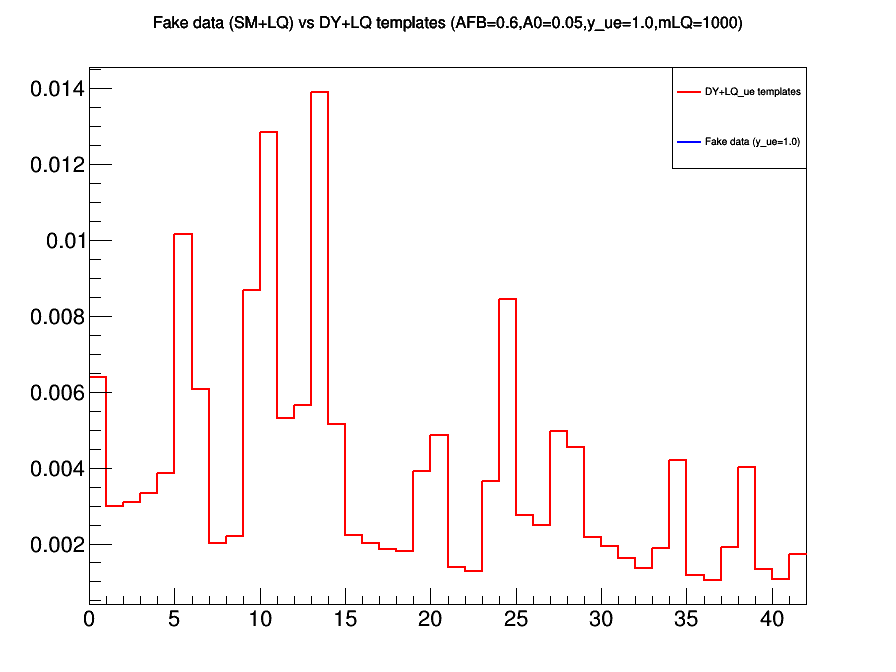 Fake data (SM+LQ) vs DY+LQ templates (AFB=0.6,A0=0.05,y_ue=1.0,mLQ=1000)
DY+LQ_ue templates
Fake data (y_ue=1.0)
0.014
0.012
0.01
0.008
0.006
0.004
0.002
0 5 10 15 20 25 30 35 40